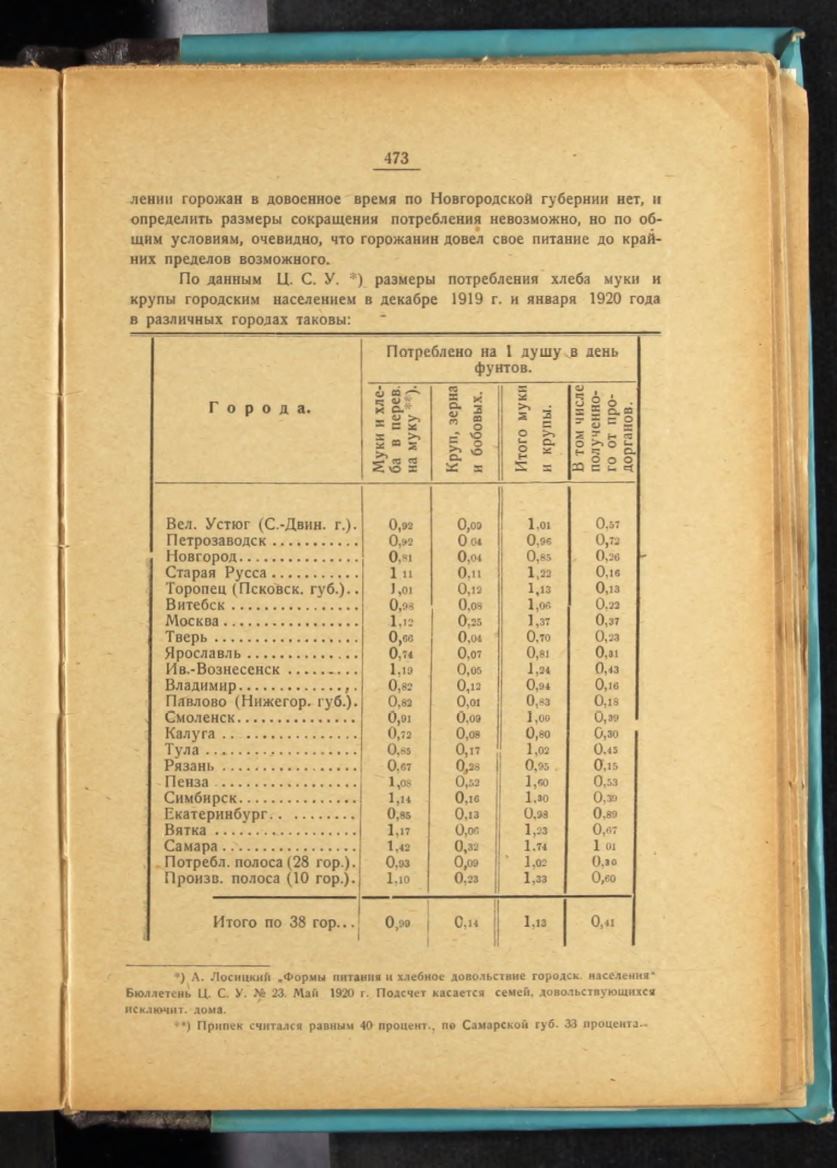 473
лении горожан в довоенное время по Новгородской губернии нет, и
определить размеры сокращения потребления невозможно, но по об-
щим условиям, очевидно, что горожанин довел свое питание до край-
них пределов возможного.
По данным Ц. С. У. *) размеры потребления хлеба муки и
крупы городским населением в декабре 1919 г. и января 1920 года
в различных городах таковы:
Города.
Потреблено на 1 душу в день
фунтов.
Муки и хле-
ба в перев.
на муку **).
Круп, зерна
и бобовых.
Итого муки
и крупы.
В том числе
полученно-
го от про-
дорганов.
Вел. Устюг (С.-Двин. г.). 0,92 0,09 1,01 0,57
Петрозаводск ........... 0,92 0 04 0,96 0,72
Новгород............... 0,81 0,04 0,85 0,26
Старая Русса ........... 1 11 0,11 1,22 0,16
Торопец (Псковск. губ.).. 1,01 0,12 1,13 0,13
Витебск ................ 0,98 0,08 1,06 0,22
Москва................. 1,12 0,25 1,37 0,37
Тверь .................. 0,66 0,04 0,70 0,23
Ярославль .............. 0,74 0,07 0,81 0,31
Ив.-Вознесенск ......... 1,19 0,05 1,24 0,43
Владимир............... 0,82 0,12 0,94 0,16
Павлово (Нижегор. губ.). 0,82 0,01 0,83 0,18
Смоленск............... 0,91 0,09 1,00 0,39
Калуга ................. 0,72 0,08 0,80 0,30
Тула ................... 0,85 0,17 1,02 0,45
Рязань ................. 0,67 0,28 0,95 0,15
Пенза .................. 1,08 0,52 1,60 0,53
Симбирск............... 1,14 0,16 1,30 0,39
Екатеринбург.. ........ 0,85 0,13 0,98 0,89
Вятка .................. 1,17 0,06 1,23 0,67
Самара ................. 1,42 0,32 1.74 1 01
Потребл. полоса (28 гор.). 0,93 0,09 1,02 0,30
Произв. полоса (10 гор.). 1,10 0,23 1,33 0,60
Итого по 38 гор... 0,99 0,14 1,13 0,41
*) А. Лосицкий „Формы питания и хлебное довольствие городск. населения"
Бюллетень Ц. С. У. № 23. Май 1920 г. Подсчет касается семей, довольствующихся
исключит. дома.
**) Припек считался равным 40 процент., по Самарской губ. 33 процента.-